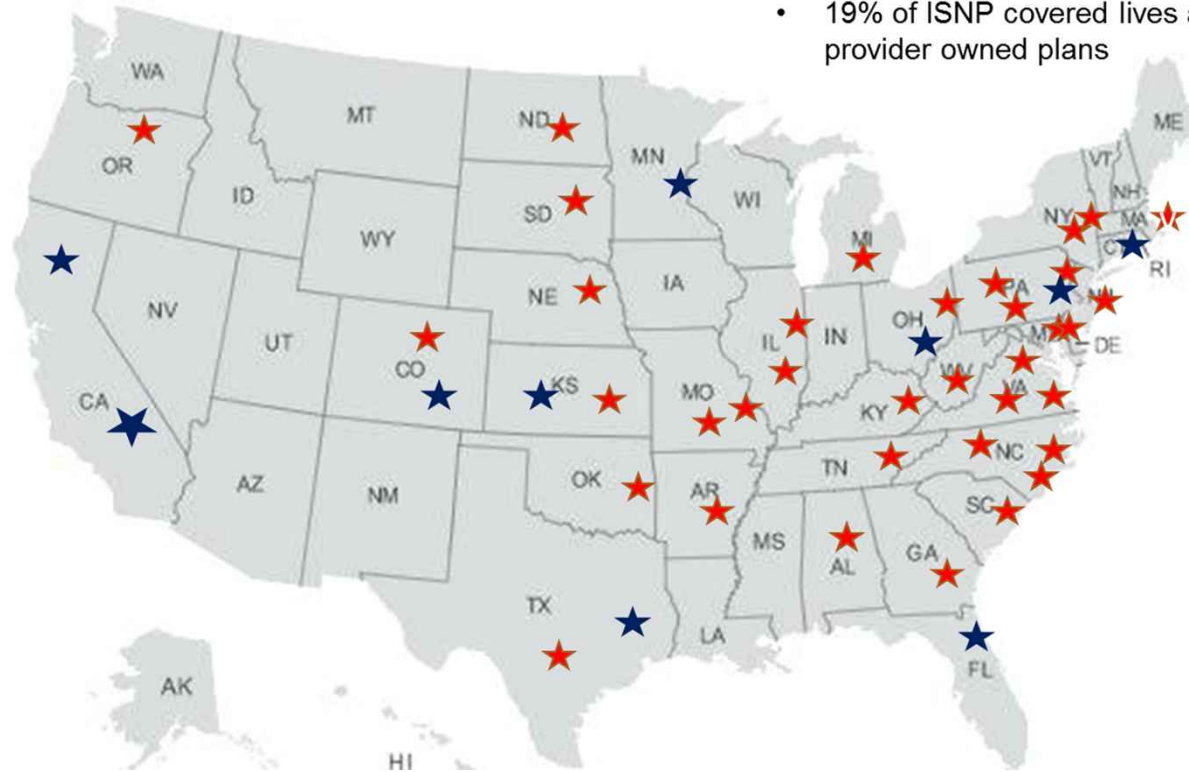 • 19% of ISNP covered lives a
provider owned plans
WA
ME
MT
ND
VT
OR
MN
NH
ID
SD
WI
NY
MA
WY
MI
CT
RI
NE
IA
PA
NJ
NV
OH
UT
IL
IN
MD
DE
CO
KS
WV
VA
CA
MO
KY
NC
TN
OK
AZ
NM
AR
SC
MS
AL
GA
TX
LA
FL
AK
HI